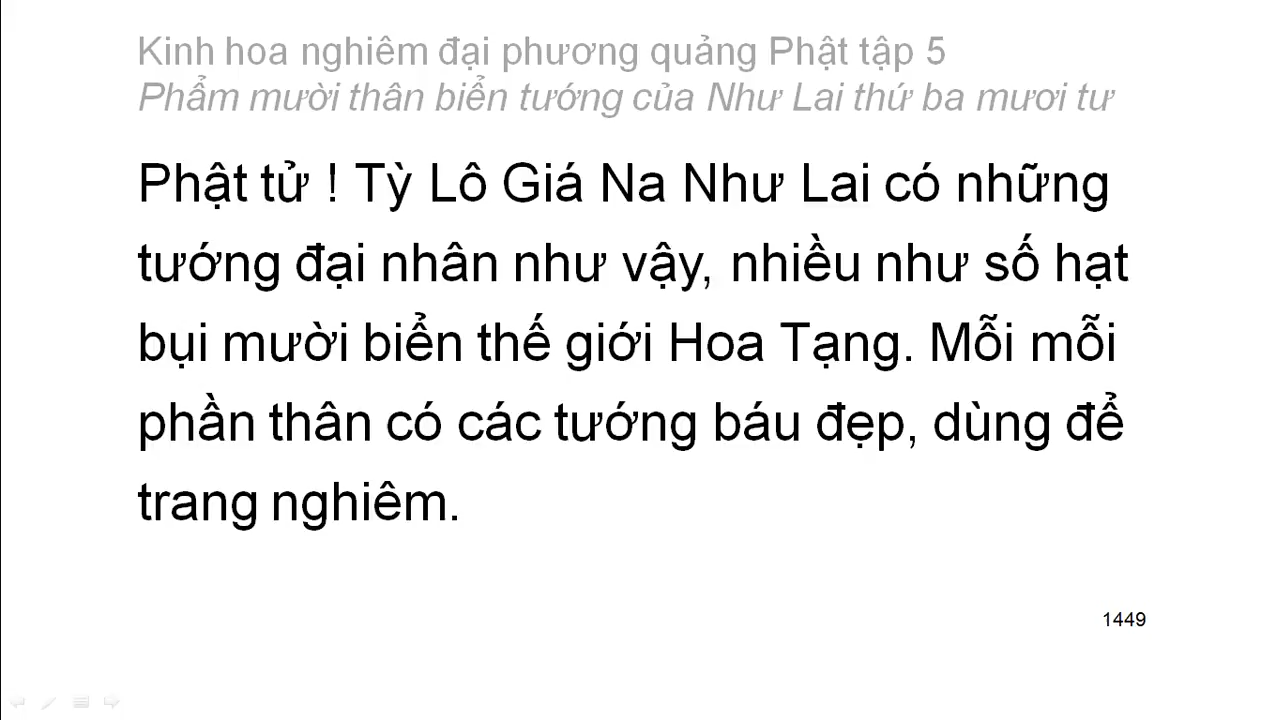 Kinh hoa nghiêm đại phương quảng Phật tập 5
Phẩm mười thân biển tướng của Như Lai thứ ba mươi tư
Phật tử ! Tỳ Lô Giá Na Như Lai có những
tướng đại nhân như vậy, nhiều như số hạt
bụi mười biển thế giới Hoa Tạng. Mỗi mỗi
phần thân có các tướng báu đẹp, dùng để
trang nghiêm.
1449